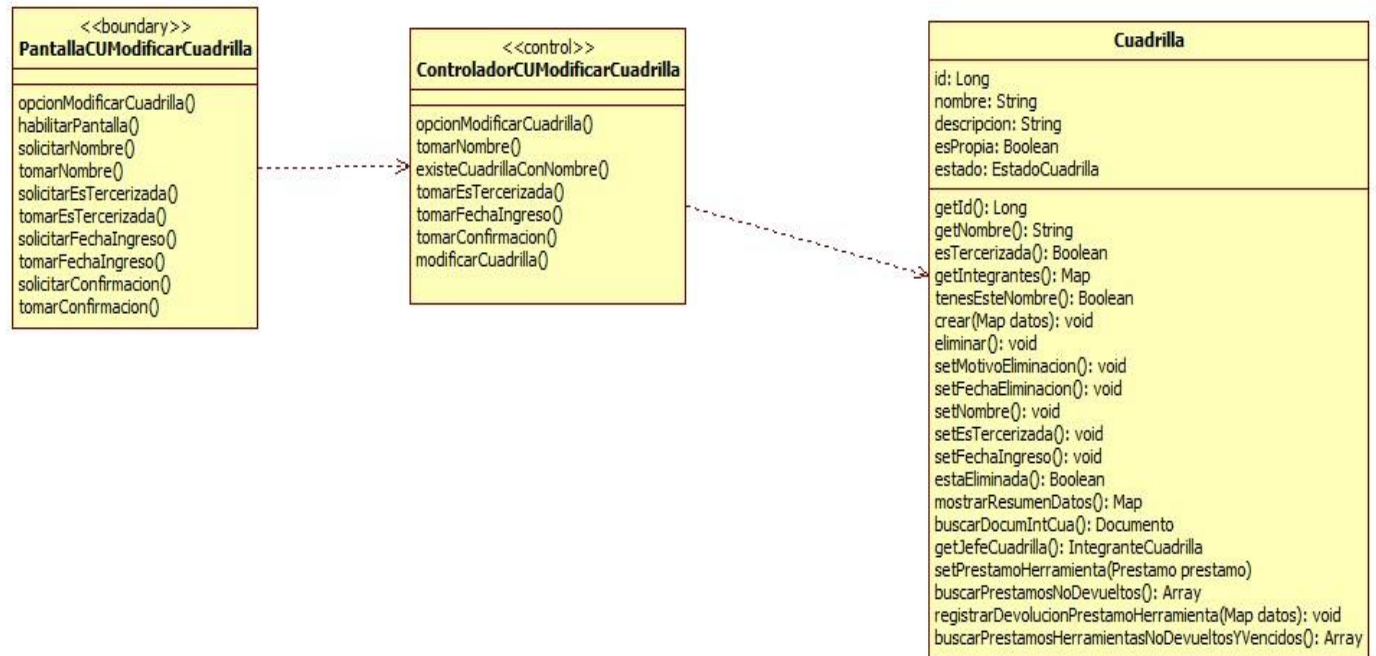 <<boundary>>
PantallaCUModificarCuadrilla
opcionModificarCuadrilla()
habilitarPantalla()
solicitarNombre()
tomarNombre()
solicitarEsTercerizada()
tomarEsTercerizada()
solicitarFechaIngreso()
tomarFechaIngreso()
solicitarConfirmacion()
tomarConfirmacion()
<<control>>
ControladorCUModificarCuadrilla
opcionModificarCuadrilla()
tomarNombre()
existeCuadrillaConNombre()
tomarEsTercerizada()
tomarFechaIngreso()
tomarConfirmacion()
modificarCuadrilla()
Cuadrilla
id: Long
nombre: String
descripcion: String
esPropia: Boolean
estado: EstadoCuadrilla
getId(): Long
getNombre(): String
esTercerizada(): Boolean
getIntegrantes(): Map
tenesEsteNombre(): Boolean
crear(Map datos): void
eliminar(): void
setMotivoEliminacion(): void
setFechaEliminacion(): void
setNombre(): void
setEsTercerizada(): void
setFechaIngreso(): void
estaEliminada(): Boolean
mostrarResumenDatos(): Map
buscarDocumIntCua(): Documento
getJefeCuadrilla(): IntegranteCuadrilla
setPrestamoHerramienta(Prestamo prestamo)
buscarPrestamosNoDevueltos(): Array
registrarDevolucionPrestamoHerramienta(Map datos): void
buscarPrestamosHerramientasNoDevueltosYVencidos(): Array